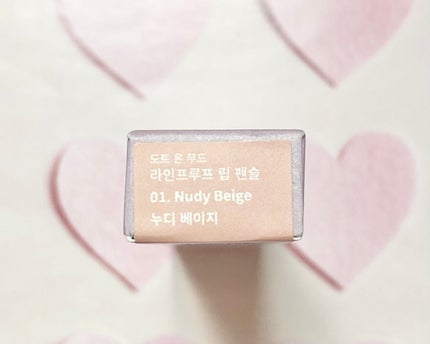 도트 온 무드
라인프루프 립 펜슬
01. Nudy Beige
누디 베이지